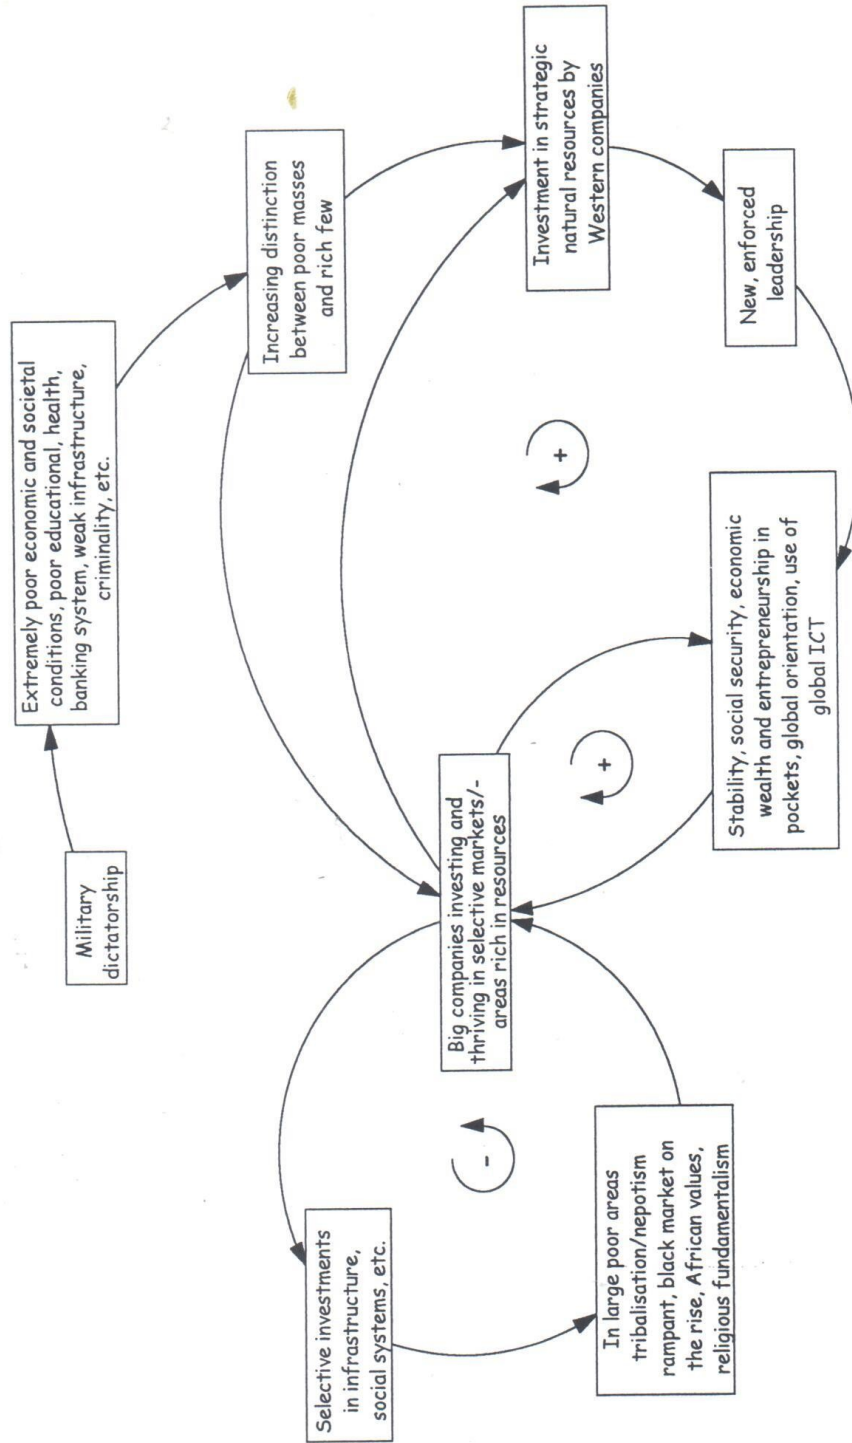 Military
dictatorship
Extremely poor economic and societal
conditions, poor educational, health,
banking system, weak infrastructure,
criminality, etc.
Increasing distinction
between poor masses
and rich few
Selective investments
in infrastructure,
social systems, etc.
Big companies investing and
thriving in selective markets/-
areas rich in resources
Investment in strategic
natural resources by
Western companies
-
+
+
In large poor areas
tribalisation/nepotism
rampant, black market on
the rise, African values,
religious fundamentalism
Stability, social security, economic
wealth and entrepreneurship in
pockets, global orientation, use of
global ICT
New, enforced
leadership